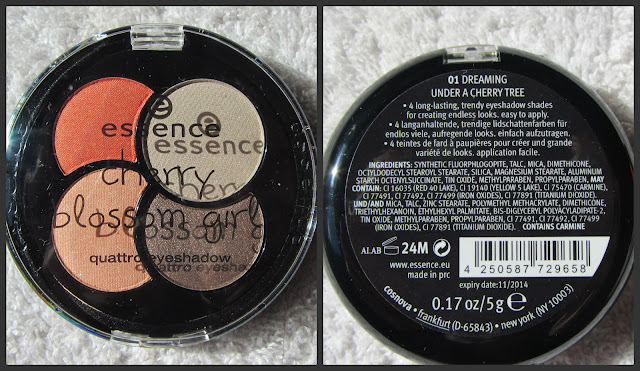 essence
essence
cherry
cherry
blossom girl
blossom
quattro eyeshadow
quattro eyeshad
01 DREAMING
UNDER A CHERRY TREE
• 4 long-lasting, trendy eyeshadow shades
for creating endless looks. easy to apply.
• 4 langanhaltende, trendige lidschattenfarben für
endlos viele, aufregende looks. einfach aufzutragen.
• 4 teintes de fard à paupières pour créer une grande
variété de looks. application facile.
INGREDIENTS: SYNTHETIC FLUORPHLOGOPITE, TALC, MICA, DIMETHICONE,
OCTYLDODECYL STEAROYL STEARATE, SILICA, MAGNESIUM STEARATE, ALUMINUM
STARCH OCTENYLSUCCINATE, TIN OXIDE, METHYLPARABEN, PROPYLPARABEN, MAY
CONTAIN: CI 16035 (RED 40 LAKE), CI 19140 (YELLOW 5 LAKE), CI 75470 (CARMINE),
CI 77491, CI 77492, CI 77499 (IRON OXIDES), CI 77891 (TITANIUM DIOXIDE).
UND/AND MICA, TALC, ZINC STEARATE, POLYMETHYL METHACRYLATE, DIMETHICONE,
TRIETHYLHEXANOIN, ETHYLHEXYL PALMITATE, BIS-DIGLYCERYL POLYACYLADIPATE-2,
TIN OXIDE, METHYLPARABEN, PROPYLPARABEN, CI 77491, CI 77492, CI 77499
(IRON OXIDES), CI 77891 (TITANIUM DIOXIDE). CONTAINS CARMINE
ALAB 24M
www.essence.eu
made in prc
4 250587 729658
expiry date: 11/2014
0.17 oz/5g e
cosnova • frankfurt (D-65843) • new york (NY 10003)